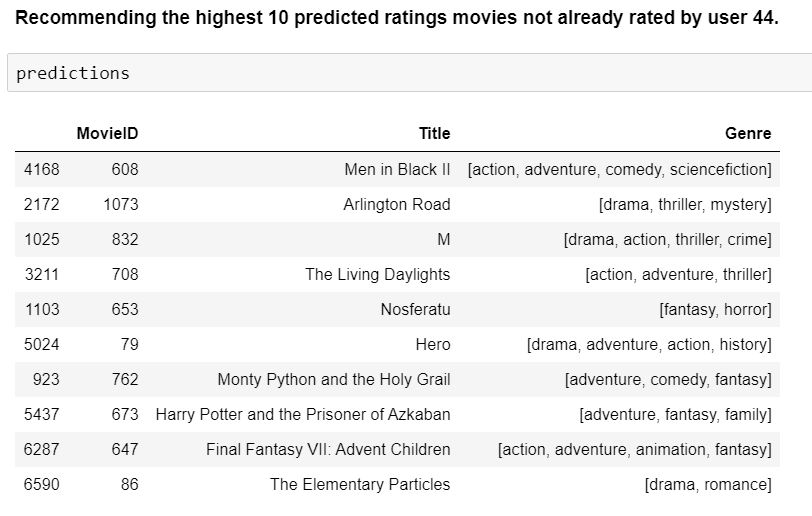 Recommending the highest 10 predicted ratings movies not already rated by user 44.
predictions
MovieID Title Genre
4168 608 Men in Black II [action, adventure, comedy, sciencefiction]
2172 1073 Arlington Road [drama, thriller, mystery]
1025 832 M [drama, action, thriller, crime]
3211 708 The Living Daylights [action, adventure, thriller]
1103 653 Nosferatu [fantasy, horror]
5024 79 Hero [drama, adventure, action, history]
923 762 Monty Python and the Holy Grail [adventure, comedy, fantasy]
5437 673 Harry Potter and the Prisoner of Azkaban [adventure, fantasy, family]
6287 647 Final Fantasy VII: Advent Children [action, adventure, animation, fantasy]
6590 86 The Elementary Particles [drama, romance]